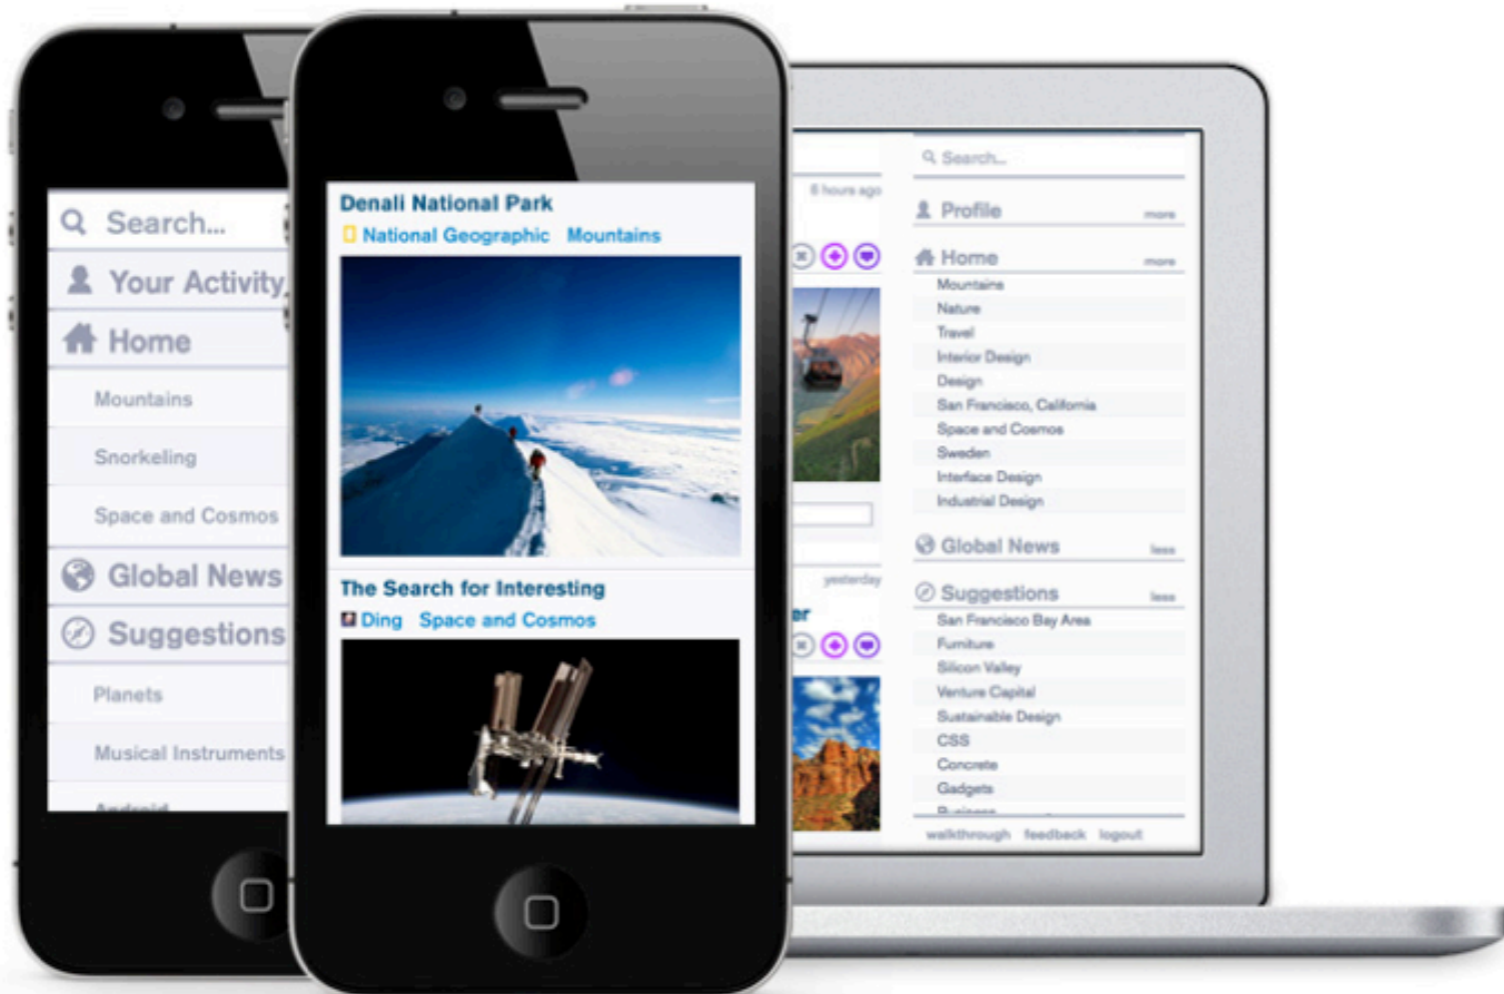 Search...
Your Activity
Home
Mountains
Snorkeling
Space and Cosmos
Global News
Suggestions
Planets
Musical Instruments
Android
Denali National Park
National Geographic Mountains
The Search for Interesting
Ding Space and Cosmos
6 hours ago
yesterday
er
Search...
Profile more
Home more
Mountains
Nature
Travel
Interior Design
Design
San Francisco, California
Space and Cosmos
Sweden
Interface Design
Industrial Design
Global News less
Suggestions less
San Francisco Bay Area
Furniture
Silicon Valley
Venture Capital
Sustainable Design
CSS
Concrete
Gadgets
Business
walkthrough feedback logout